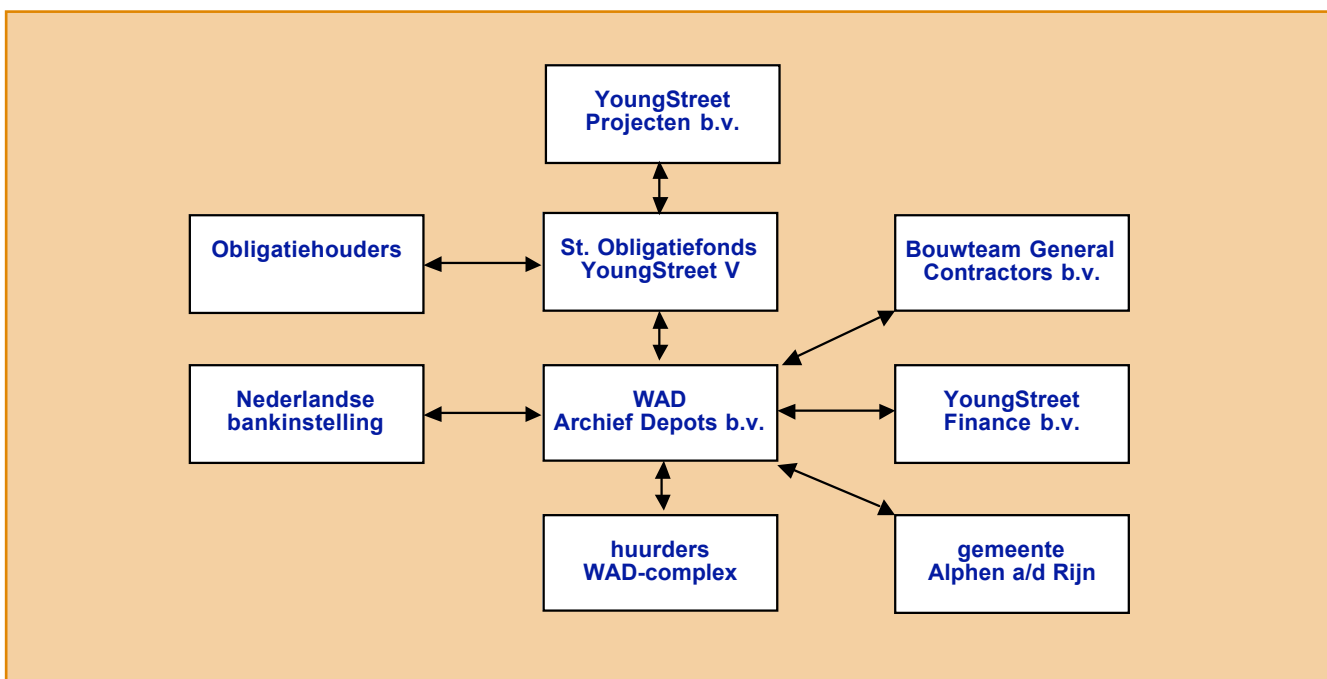 YoungStreet
Projecten b.v.
Obligatiehouders
St. Obligatiefonds
YoungStreet V
Bouwteam General
Contractors b.v.
Nederlandse
bankinstelling
WAD
Archief Depots b.v.
YoungStreet
Finance b.v.
huurders
WAD-complex
gemeente
Alphen a/d Rijn